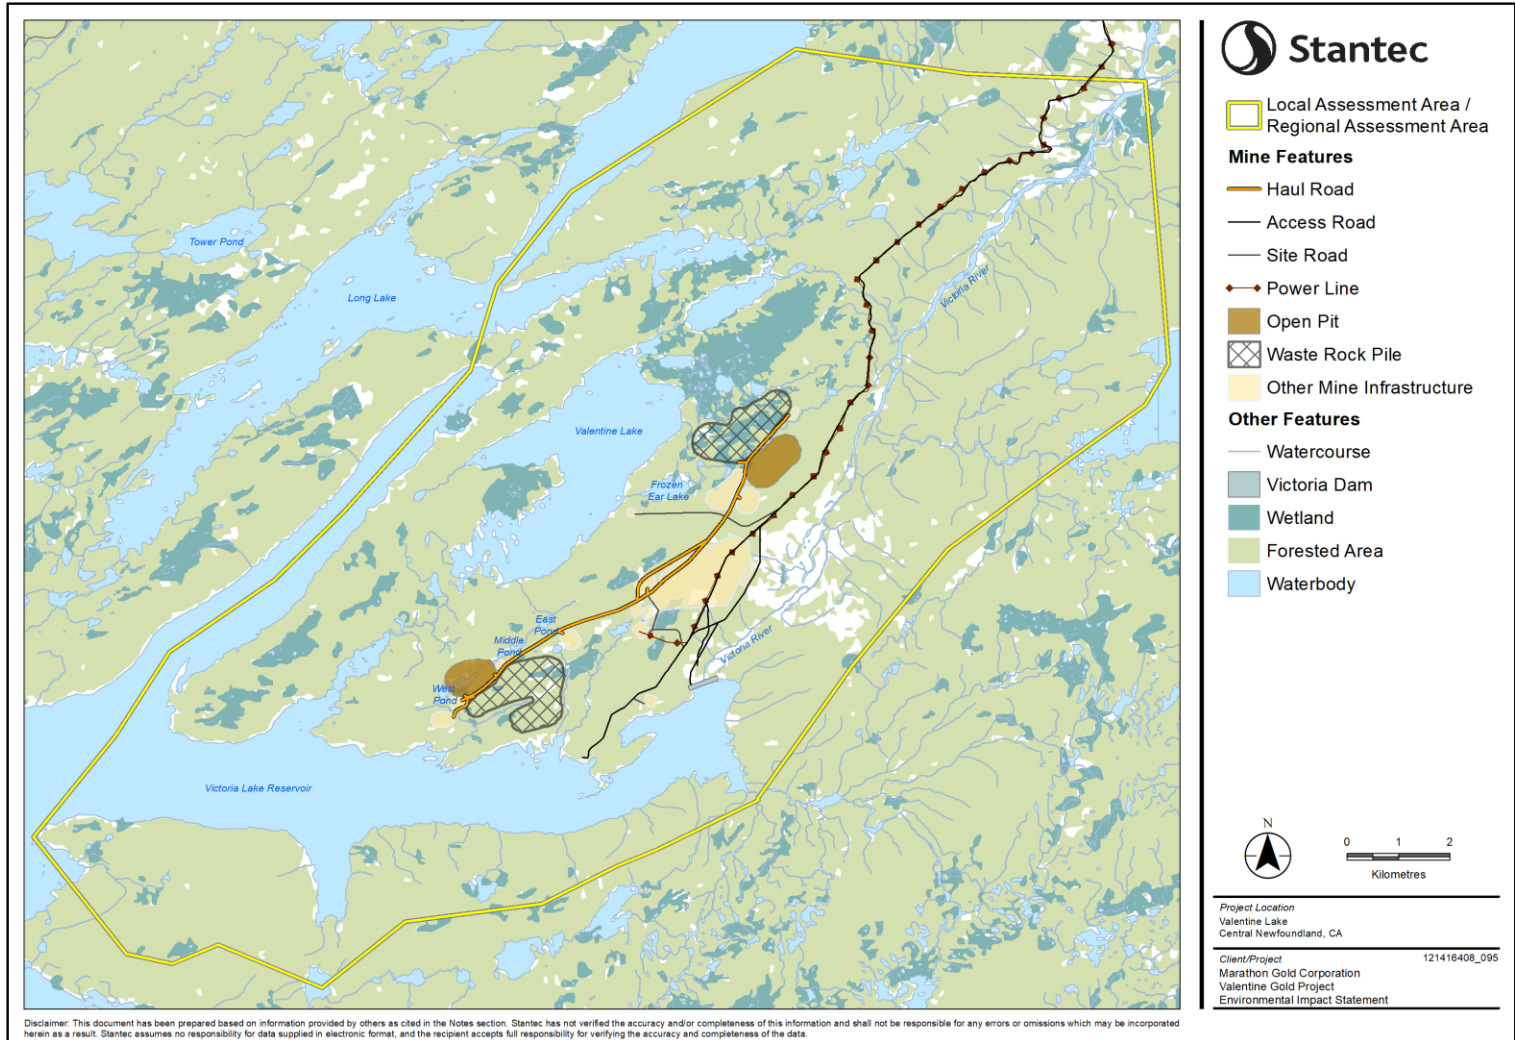 Stantec
Local Assessment Area /
Regional Assessment Area
Mine Features
Haul Road
Access Road
Site Road
Power Line
Open Pit
Waste Rock Pile
Other Mine Infrastructure
Other Features
Watercourse
Victoria Dam
Wetland
Forested Area
Waterbody
Tower Pond
Long Lake
Victoria River
Valentine Lake
Frozen
Ear Lake
East
Pond
Middle
Pond
Victoria River
West
Pond
Victoria Lake Reservoir
N
0 1 2
Kilometres
Project Location
Valentine Lake
Central Newfoundland, CA
Client/Project 121416408_095
Marathon Gold Corporation
Valentine Gold Project
Environmental Impact Statement
Disclaimer: This document has been prepared based on information provided by others as cited in the Notes section. Stantec has not verified the accuracy and/or completeness of this information and shall not be responsible for any errors or omissions which may be incorporated
herein as a result. Stantec assumes no responsibility for data supplied in electronic format, and the recipient accepts full responsibility for verifying the accuracy and completeness of the data.